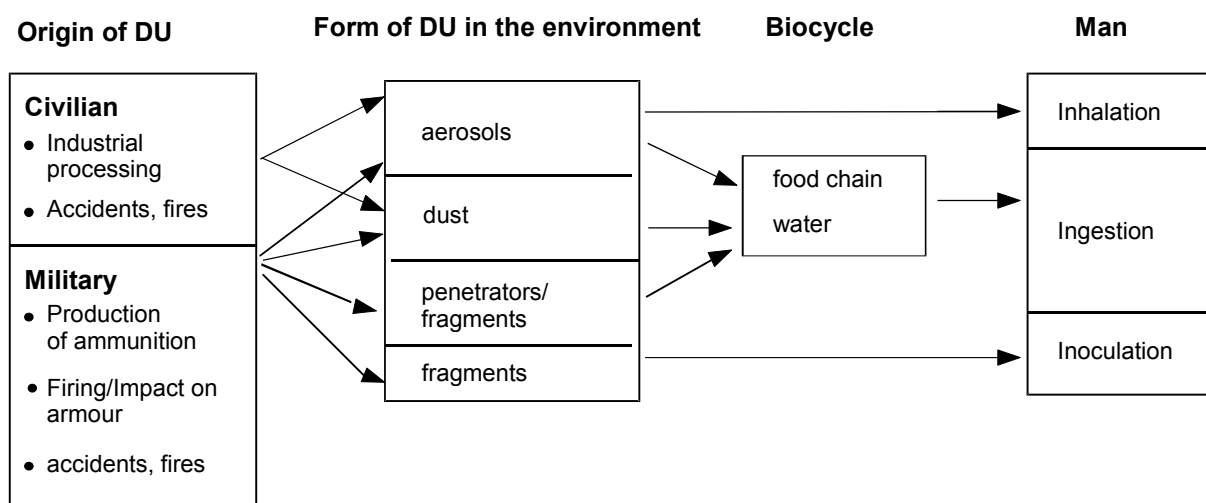 Origin of DU
Form of DU in the environment
Biocycle
Man
Civilian
• Industrial
processing
• Accidents, fires
Military
• Production
of ammunition
• Firing/Impact on
armour
• accidents, fires
aerosols
dust
penetrators/
fragments
fragments
food chain
water
Inhalation
Ingestion
Inoculation